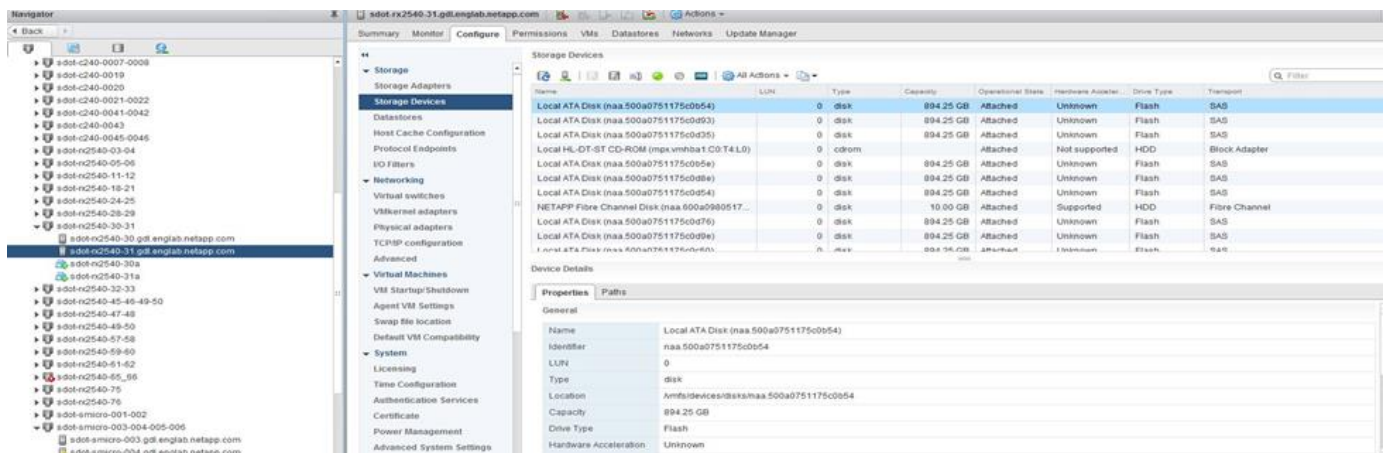 Navigator
Back
sdot-c240-0007-0008
sdot-c240-0019
sdot-c240-0020
sdot-c240-0021-0022
sdot-c240-0041-0042
sdot-c240-0043
sdot-c240-0045-0046
sdot-rx2540-03-04
sdot-rx2540-05-06
sdot-rx2540-11-12
sdot-rx2540-18-21
sdot-rx2540-24-25
sdot-rx2540-28-29
sdot-rx2540-30-31
sdot-rx2540-30.gdl.englab.netapp.com
sdot-rx2540-31.gdl.englab.netapp.com
sdot-rx2540-30a
sdot-rx2540-31a
sdot-rx2540-32-33
sdot-rx2540-45-46-49-50
sdot-rx2540-47-48
sdot-rx2540-49-50
sdot-rx2540-57-58
sdot-rx2540-59-60
sdot-rx2540-61-62
sdot-rx2540-65_66
sdot-rx2540-75
sdot-rx2540-76
sdot-smicro-001-002
sdot-smicro-003-004-005-006
sdot-smicro-003.gdl.englab.netapp.com
sdot-smicro-004.gdl.englab.netapp.com
sdot-rx2540-31.gdl.englab.netapp.com Actions
Summary Monitor Configure Permissions VMs Datastores Networks Update Manager
Storage
Storage Adapters
Storage Devices
Datastores
Host Cache Configuration
Protocol Endpoints
I/O Filters
Networking
Virtual switches
VMkernel adapters
Physical adapters
TCP/IP configuration
Advanced
Virtual Machines
VM Startup/Shutdown
Agent VM Settings
Swap file location
Default VM Compatibility
System
Licensing
Time Configuration
Authentication Services
Certificate
Power Management
Advanced System Settings
Storage Devices
All Actions Filter
Name LUN Type Capacity Operational State Hardware Acceler... Drive Type Transport
Local ATA Disk (naa.500a0751175c0b54) 0 disk 894.25 GB Attached Unknown Flash SAS
Local ATA Disk (naa.500a0751175c0d93) 0 disk 894.25 GB Attached Unknown Flash SAS
Local ATA Disk (naa.500a0751175c0d35) 0 disk 894.25 GB Attached Unknown Flash SAS
Local HL-DT-ST CD-ROM (mpx.vmhba1:C0:T4:L0) 0 cdrom Attached Not supported HDD Block Adapter
Local ATA Disk (naa.500a0751175c0b5e) 0 disk 894.25 GB Attached Unknown Flash SAS
Local ATA Disk (naa.500a0751175c0d8e) 0 disk 894.25 GB Attached Unknown Flash SAS
Local ATA Disk (naa.500a0751175c0d54) 0 disk 894.25 GB Attached Unknown Flash SAS
NETAPP Fibre Channel Disk (naa.600a0980517... 0 disk 10.00 GB Attached Supported HDD Fibre Channel
Local ATA Disk (naa.500a0751175c0d76) 0 disk 894.25 GB Attached Unknown Flash SAS
Local ATA Disk (naa.500a0751175c0d9e) 0 disk 894.25 GB Attached Unknown Flash SAS
Local ATA Disk 0 disk 894.25 GB Attached Unknown Flash SAS
Device Details
Properties Paths
General
Name Local ATA Disk (naa.500a0751175c0b54)
Identifier naa.500a0751175c0b54
LUN 0
Type disk
Location /vmfs/devices/disks/naa.500a0751175c0b54
Capacity 894.25 GB
Drive Type Flash
Hardware Acceleration Unknown